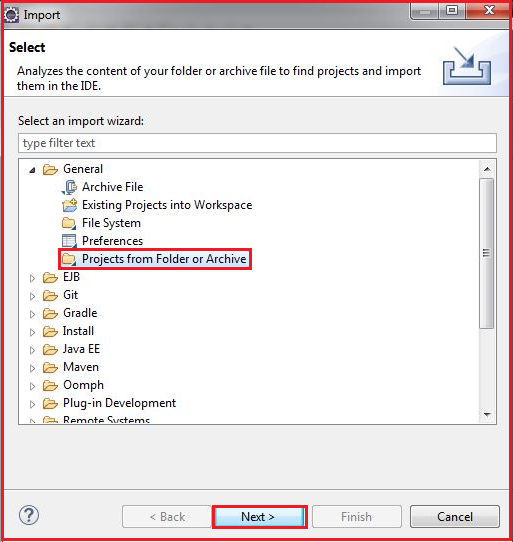 Import
Select
Analyzes the content of your folder or archive file to find projects and import
them in the IDE.
Select an import wizard:
type filter text
General
Archive File
Existing Projects into Workspace
File System
Preferences
Projects from Folder or Archive
EJB
Git
Gradle
Install
Java EE
Maven
Oomph
Plug-in Development
Remote Systems
?
< Back
Next >
Finish
Cancel